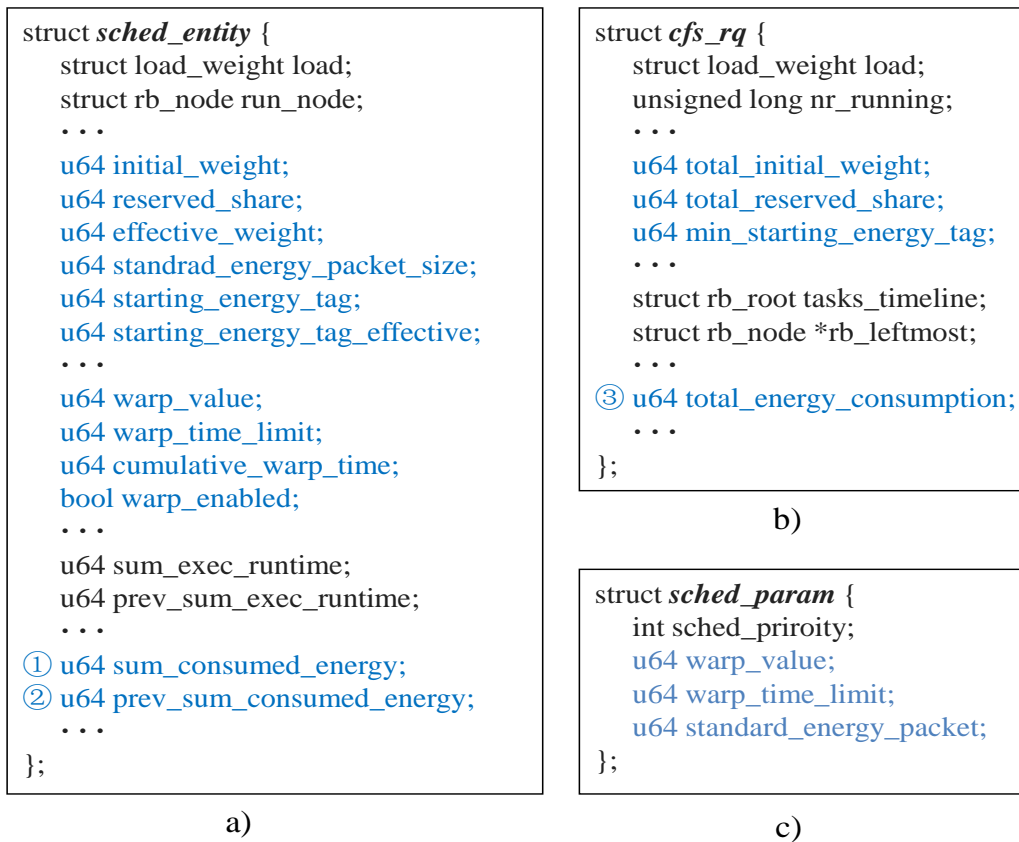 struct sched_entity {
struct load_weight load;
struct rb_node run_node;
· · ·
u64 initial_weight;
u64 reserved_share;
u64 effective_weight;
u64 standrad_energy_packet_size;
u64 starting_energy_tag;
u64 starting_energy_tag_effective;
· · ·
u64 warp_value;
u64 warp_time_limit;
u64 cumulative_warp_time;
bool warp_enabled;
· · ·
u64 sum_exec_runtime;
u64 prev_sum_exec_runtime;
· · ·
① u64 sum_consumed_energy;
② u64 prev_sum_consumed_energy;
· · ·
};
a)
struct cfs_rq {
struct load_weight load;
unsigned long nr_running;
· · ·
u64 total_initial_weight;
u64 total_reserved_share;
u64 min_starting_energy_tag;
· · ·
struct rb_root tasks_timeline;
struct rb_node *rb_leftmost;
· · ·
③ u64 total_energy_consumption;
· · ·
};
b)
struct sched_param {
int sched_priroity;
u64 warp_value;
u64 warp_time_limit;
u64 standard_energy_packet;
};
c)